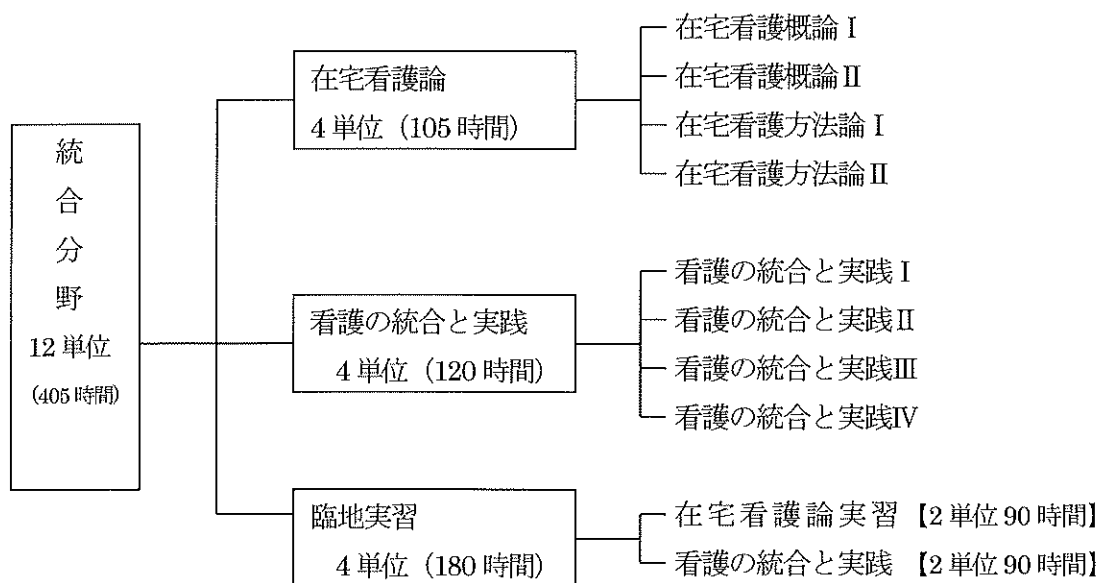 統合分野
12単位
(405時間)
在宅看護論
4単位（105時間）
在宅看護概論Ⅰ
在宅看護概論Ⅱ
在宅看護方法論Ⅰ
在宅看護方法論Ⅱ
看護の統合と実践
4単位（120時間）
看護の統合と実践Ⅰ
看護の統合と実践Ⅱ
看護の統合と実践Ⅲ
看護の統合と実践Ⅳ
臨地実習
4単位（180時間）
在宅看護論実習【2単位90時間】
看護の統合と実践【2単位90時間】